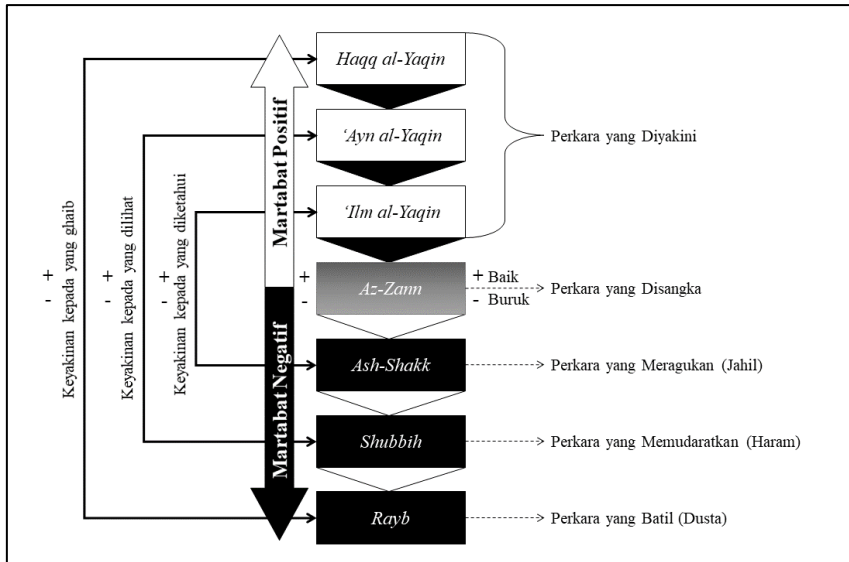 Haqq al-Yaqin
‘Ayn al-Yaqin
‘Ilm al-Yaqin
Az-Zann
Ash-Shakk
Shubbih
Rayb
Martabat Positif
Martabat Negatif
+
-
Keyakinan kepada yang ghaib
+
-
Keyakinan kepada yang dilihat
+
-
Keyakinan kepada yang diketahui
+
-
+ Baik
- Buruk
Perkara yang Diyakini
Perkara yang Disangka
Perkara yang Meragukan (Jahil)
Perkara yang Memudaratkan (Haram)
Perkara yang Batil (Dusta)